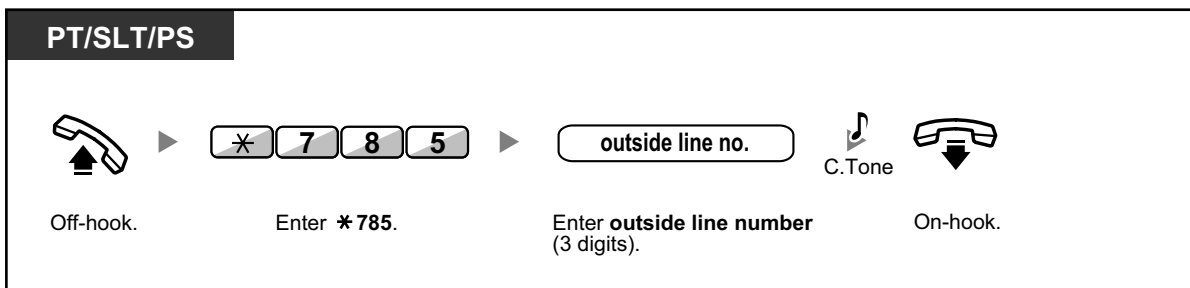 PT/SLT/PS
* 7 8 5
outside line no.
C.Tone
Off-hook.
Enter *785.
Enter outside line number
(3 digits).
On-hook.